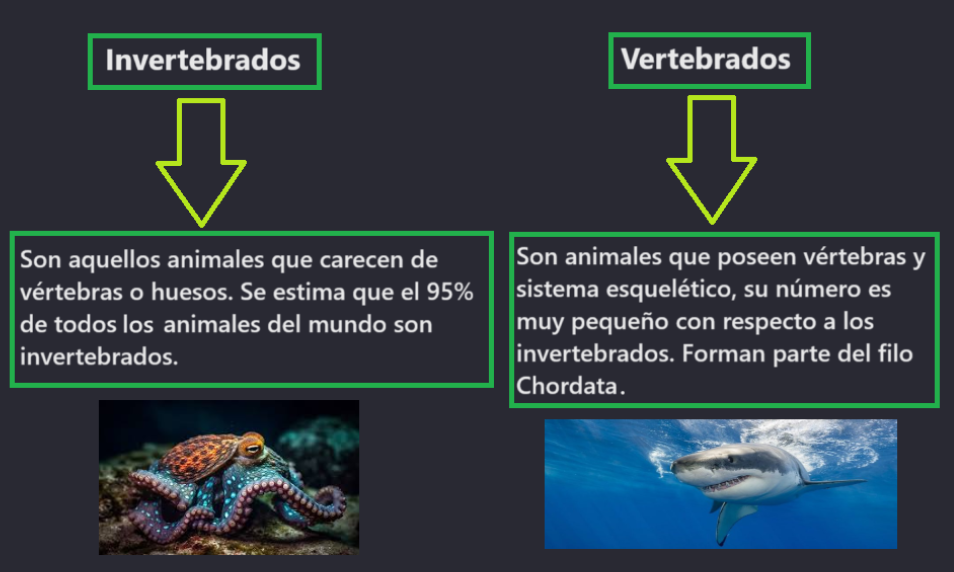 Invertebrados
Son aquellos animales que carecen de
vértebras o huesos. Se estima que el 95%
de todos los animales del mundo son
invertebrados.
Vertebrados
Son animales que poseen vértebras y
sistema esquelético, su número es
muy pequeño con respecto a los
invertebrados. Forman parte del filo
Chordata.